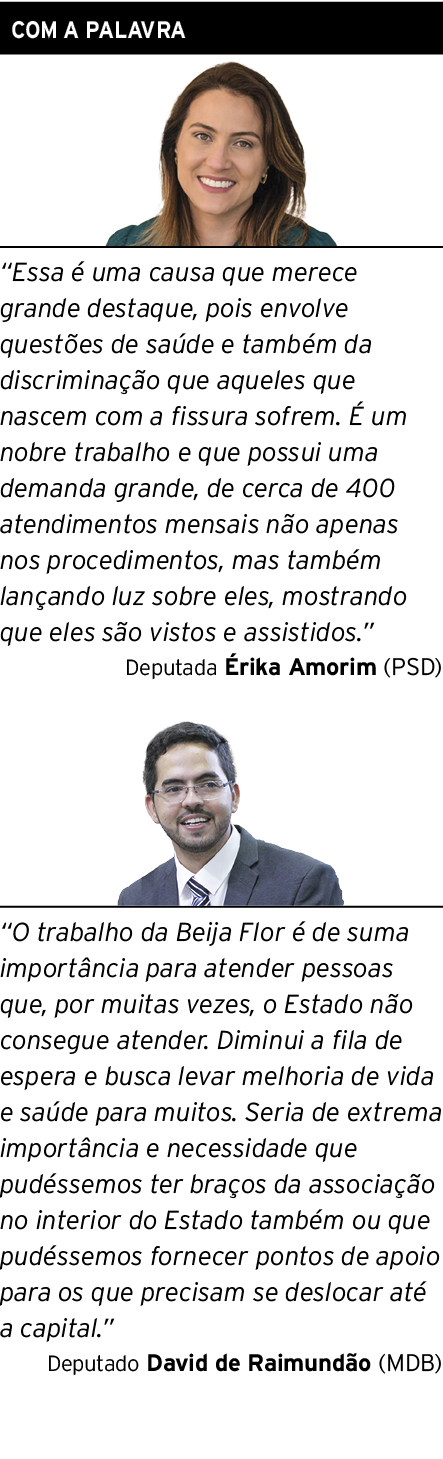 COM A PALAVRA
“Essa é uma causa que merece
grande destaque, pois envolve
questões de saúde e também da
discriminação que aqueles que
nascem com a fissura sofrem. É um
nobre trabalho e que possui uma
demanda grande, de cerca de 400
atendimentos mensais não apenas
nos procedimentos, mas também
lançando luz sobre eles, mostrando
que eles são vistos e assistidos.”
Deputada Érika Amorim (PSD)
“O trabalho da Beija Flor é de suma
importância para atender pessoas
que, por muitas vezes, o Estado não
consegue atender. Diminui a fila de
espera e busca levar melhoria de vida
e saúde para muitos. Seria de extrema
importância e necessidade que
pudéssemos ter braços da associação
no interior do Estado também ou que
pudéssemos fornecer pontos de apoio
para os que precisam se deslocar até
a capital.”
Deputado David de Raimundão (MDB)